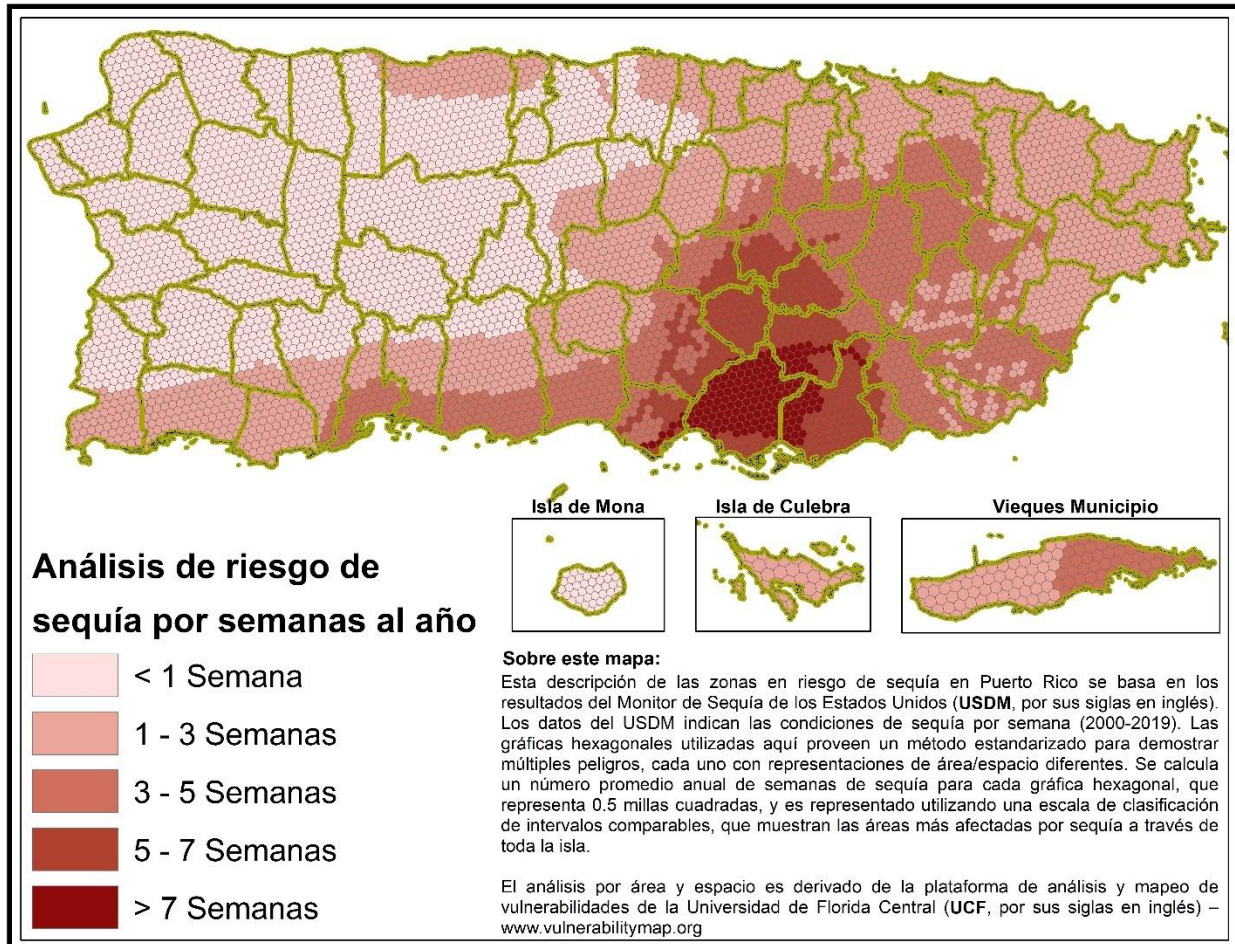 Isla de Mona
Isla de Culebra
Vieques Municipio
Análisis de riesgo de
sequía por semanas al año
< 1 Semana
1 - 3 Semanas
3 - 5 Semanas
5 - 7 Semanas
> 7 Semanas
Sobre este mapa:
Esta descripción de las zonas en riesgo de sequía en Puerto Rico se basa en los
resultados del Monitor de Sequía de los Estados Unidos (USDM, por sus siglas en inglés).
Los datos del USDM indican las condiciones de sequía por semana (2000-2019). Las
gráficas hexagonales utilizadas aquí proveen un método estandarizado para demostrar
múltiples peligros, cada uno con representaciones de área/espacio diferentes. Se calcula
un número promedio anual de semanas de sequía para cada gráfica hexagonal, que
representa 0.5 millas cuadradas, y es representado utilizando una escala de clasificación
de intervalos comparables, que muestran las áreas más afectadas por sequía a través de
toda la isla.
El análisis por área y espacio es derivado de la plataforma de análisis y mapeo de
vulnerabilidades de la Universidad de Florida Central (UCF, por sus siglas en inglés) –
www.vulnerabilitymap.org